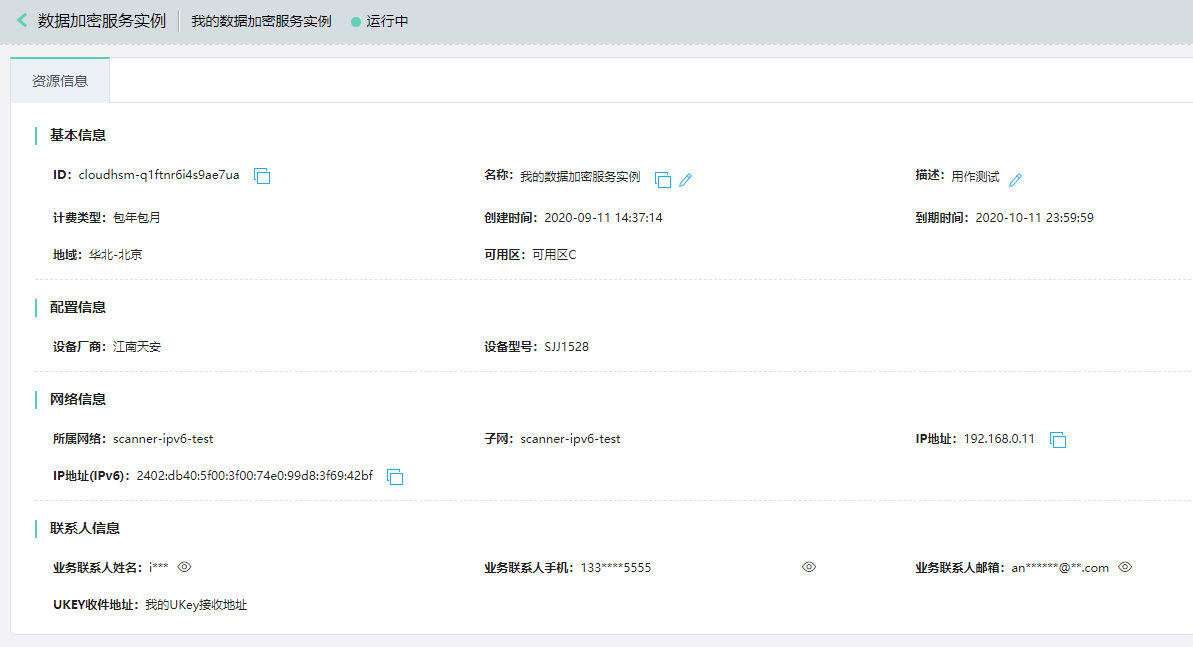 数据加密服务实例 我的数据加密服务实例 运行中
资源信息
基本信息
ID: cloudhsm-q1ftnr6i4s9ae7ua 名称: 我的数据加密服务实例 描述: 用作测试
计费类型: 包年包月 创建时间: 2020-09-11 14:37:14 到期时间: 2020-10-11 23:59:59
地域: 华北-北京 可用区: 可用区C
配置信息
设备厂商: 江南天安 设备型号: SJJ1528
网络信息
所属网络: scanner-ipv6-test 子网: scanner-ipv6-test IP地址: 192.168.0.11
IP地址(IPv6): 2402:db40:5f00:3f00:74e0:99d8:3f69:42bf
联系人信息
业务联系人姓名: i*** 业务联系人手机: 133****5555 业务联系人邮箱: an******@**.com
UKEY收件地址: 我的UKey接收地址